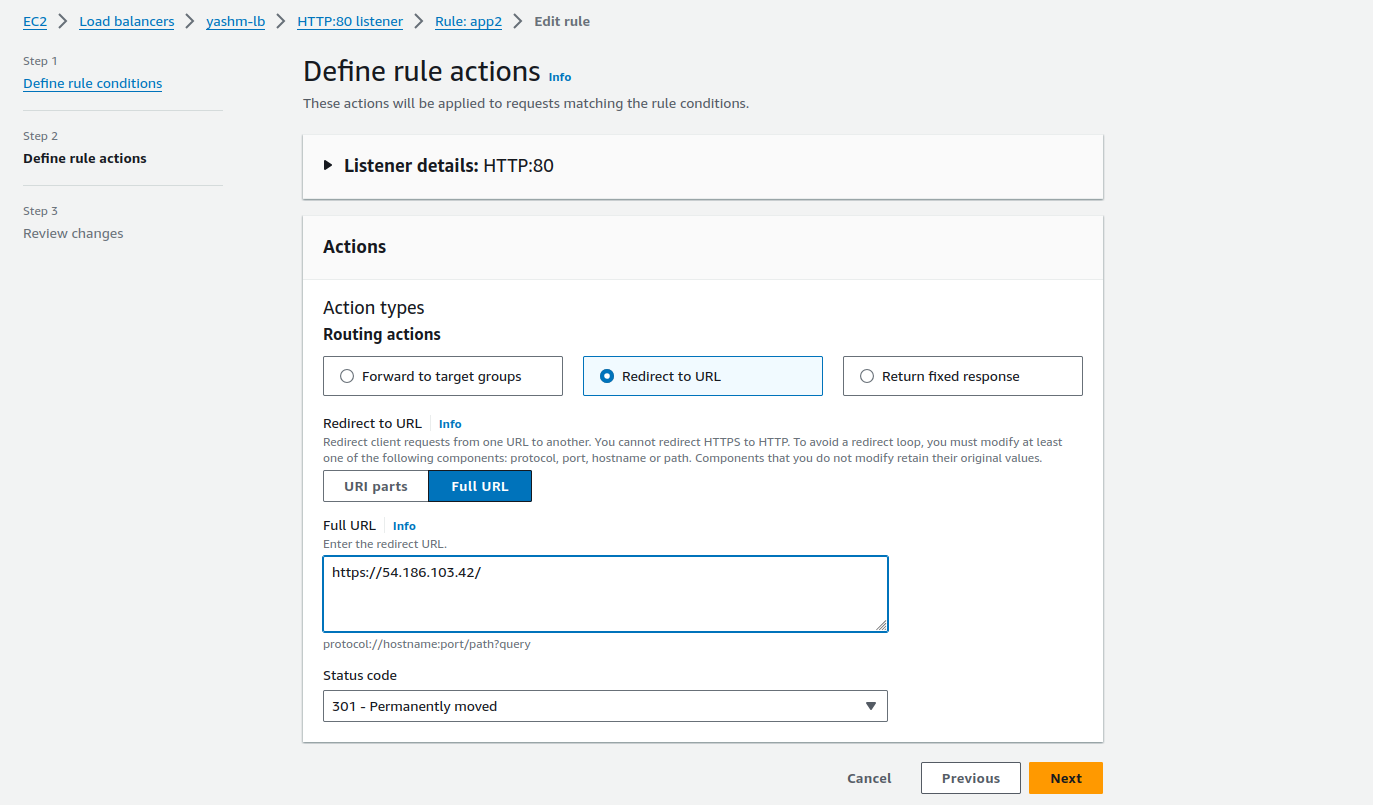 EC2 > Load balancers > yashm-lb > HTTP:80 listener > Rule: app2 > Edit rule
Step 1
Define rule conditions
Step 2
Define rule actions
Step 3
Review changes
Define rule actions Info
These actions will be applied to requests matching the rule conditions.
Listener details: HTTP:80
Actions
Action types
Routing actions
Forward to target groups
Redirect to URL
Return fixed response
Redirect to URL Info
Redirect client requests from one URL to another. You cannot redirect HTTPS to HTTP. To avoid a redirect loop, you must modify at least
one of the following components: protocol, port, hostname or path. Components that you do not modify retain their original values.
URI parts
Full URL
Full URL Info
Enter the redirect URL.
https://54.186.103.42/
protocol://hostname:port/path?query
Status code
301 - Permanently moved
Cancel
Previous
Next